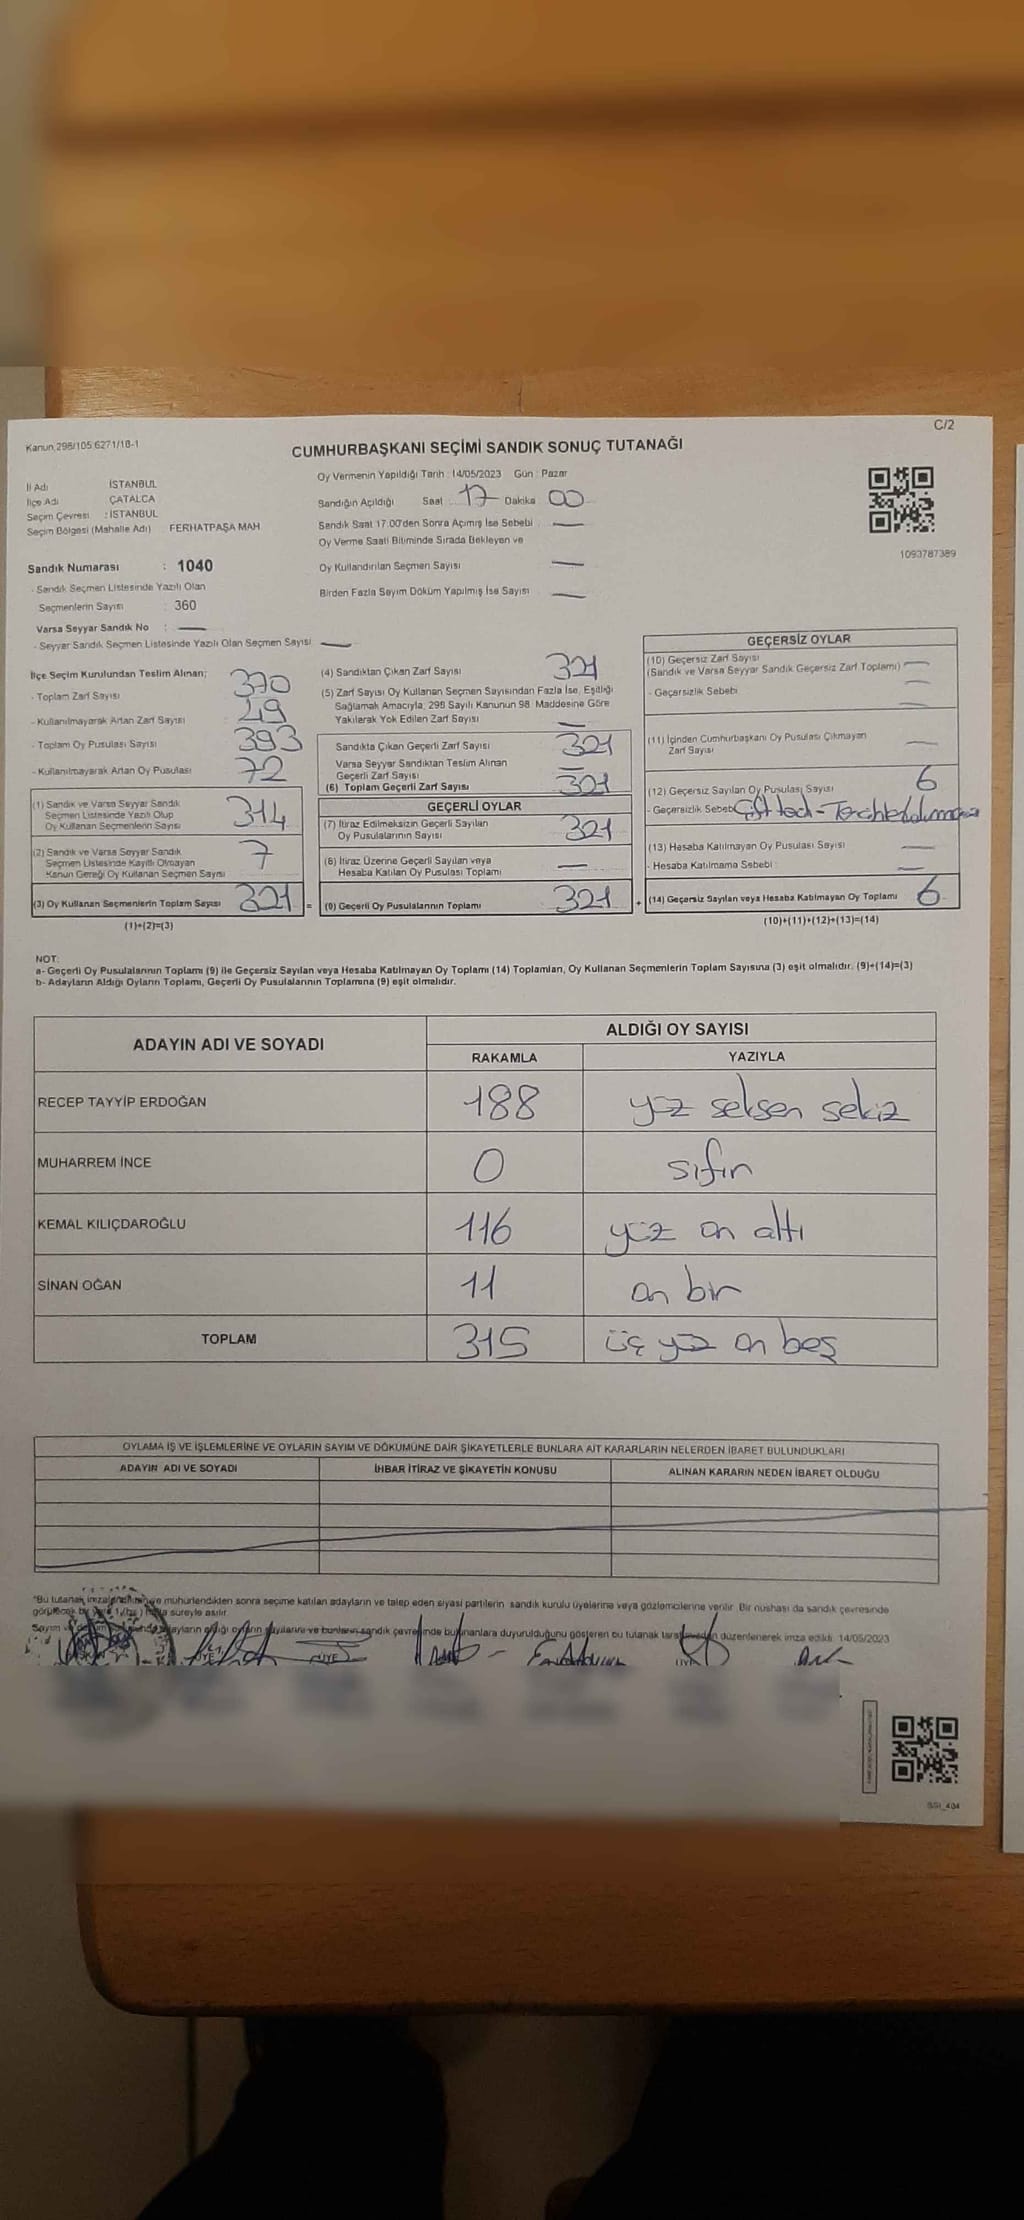 C/2
Kanun 298/105 6271/18-1
CUMHURBAŞKANI SEÇİMİ SANDIK SONUÇ TUTANAĞI
İl Adı : İSTANBUL
İlçe Adı : ÇATALCA
Seçim Çevresi : İSTANBUL
Seçim Bölgesi (Mahalle Adı) FERHATPAŞA MAH.
Sandık Numarası : 1040
- Sandık Seçmen Listesinde Yazılı Olan
Seçmenlerin Sayısı : 360
Varsa Seyyar Sandık No : —
- Seyyar Sandık Seçmen Listesinde Yazılı Olan Seçmen Sayısı —
Oy Vermenin Yapıldığı Tarih : 14/05/2023 Gün : Pazar
Sandığın Açıldığı Saat 17 Dakika 00
Sandık Saat 17.00'den Sonra Açımış İse Sebebi —
Oy Verme Saati Bitiminde Sırada Bekleyen ve
Oy Kullandırılan Seçmen Sayısı —
Birden Fazla Sayım Döküm Yapılmış İse Sayısı —
1093787389
İlçe Seçim Kurulundan Teslim Alınan;
- Toplam Zarf Sayısı 370
- Kullanılmayarak Artan Zarf Sayısı 49
- Toplam Oy Pusulası Sayısı 393
- Kullanılmayarak Artan Oy Pusulası 72
(1) Sandık ve Varsa Seyyar Sandık
Seçmen Listesinde Yazılı Olup
Oy Kullanan Seçmenlerin Sayısı 314
(2) Sandık ve Varsa Seyyar Sandık
Seçmen Listesinde Kayıtlı Olmayan
Kanun Gereği Oy Kullanan Seçmen Sayısı 7
(3) Oy Kullanan Seçmenlerin Toplam Sayısı 321 =
(1)+(2)=(3)
(4) Sandıktan Çıkan Zarf Sayısı 321
(5) Zarf Sayısı Oy Kullanan Seçmen Sayısından Fazla İse, Eşitliği
Sağlamak Amacıyla, 298 Sayılı Kanunun 98. Maddesine Göre
Yakılarak Yok Edilen Zarf Sayısı —
Sandıkta Çıkan Geçerli Zarf Sayısı 321
Varsa Seyyar Sandıktan Teslim Alınan
Geçerli Zarf Sayısı —
(6) Toplam Geçerli Zarf Sayısı 321
GEÇERLİ OYLAR
(7) İtiraz Edilmeksizin Geçerli Sayılan
Oy Pusulalarının Sayısı 321
(8) İtiraz Üzerine Geçerli Sayılan veya
Hesaba Katılan Oy Pusulası Toplamı —
(9) Geçerli Oy Pusulalarının Toplamı 321 +
GEÇERSİZ OYLAR
(10) Geçersiz Zarf Sayısı
(Sandık ve Varsa Seyyar Sandık Geçersiz Zarf Toplamı) —
- Geçersizlik Sebebi —
(11) İçinden Cumhurbaşkanı Oy Pusulası Çıkmayan
Zarf Sayısı —
(12) Geçersiz Sayılan Oy Pusulası Sayısı 6
- Geçersizlik Sebebi
(13) Hesaba Katılmayan Oy Pusulası Sayısı —
- Hesaba Katılmama Sebebi : —
(14) Geçersiz Sayılan veya Hesaba Katılmayan Oy Toplamı 6
(10)+(11)+(12)+(13)=(14)
NOT:
a- Geçerli Oy Pusulalarının Toplamı (9) ile Geçersiz Sayılan veya Hesaba Katılmayan Oy Toplamı (14) Toplamları, Oy Kullanan Seçmenlerin Toplam Sayısına (3) eşit olmalıdır. (9)+(14)=(3)
b- Adayların Aldığı Oyların Toplamı, Geçerli Oy Pusulalarının Toplamına (9) eşit olmalıdır.
ADAYIN ADI VE SOYADI ALDIĞI OY SAYISI
RAKAMLA YAZIYLA
RECEP TAYYİP ERDOĞAN 188 yüz seksen sekiz
MUHARREM İNCE 0 sıfır
KEMAL KILIÇDAROĞLU 116 yüz on altı
SİNAN OĞAN 11 on bir
TOPLAM 315 üç yüz on beş
OYLAMA İŞ VE İŞLEMLERİNE VE OYLARIN SAYIM VE DÖKÜMÜNE DAİR ŞİKAYETLERLE BUNLARA AİT KARARLARIN NELERDEN İBARET BULUNDUKLARI
ADAYIN ADI VE SOYADI İHBAR İTİRAZ VE ŞİKAYETİN KONUSU ALINAN KARARIN NEDEN İBARET OLDUĞU
"Bu tutanak imzalandıktan ve mühürlendikten sonra seçime katılan adayların ve talep eden siyasi partilerin sandık kurulu üyelerine veya gözlemcilerine verilir. Bir nüshası da sandık çevresinde
görülecek bir yere süreyle asılır.
Sayım ve adayların aldığı oyların sayılarını ve bunların sandık çevresinde bulunanlara duyurulduğunu gösteren bu tutanak düzenlenerek imza edildi. 14/05/2023
ÜYE ÜYE ÜYE
SSI_404